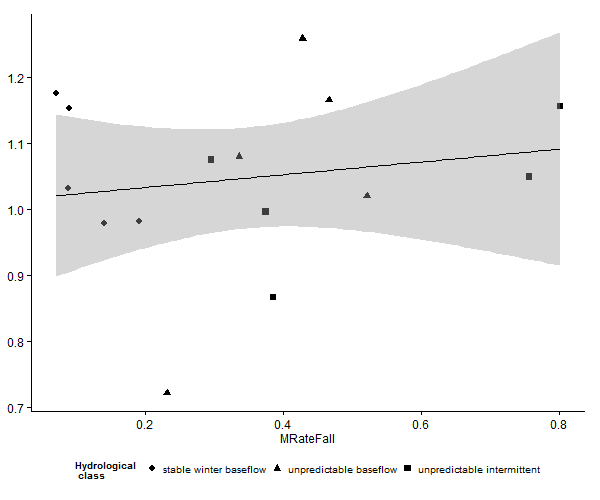 1.2
1.1
1.0
0.9
0.8
0.7
0.2 0.4 0.6 0.8
MRateFall
Hydrological
class
stable winter baseflow unpredictable baseflow unpredictable intermittent